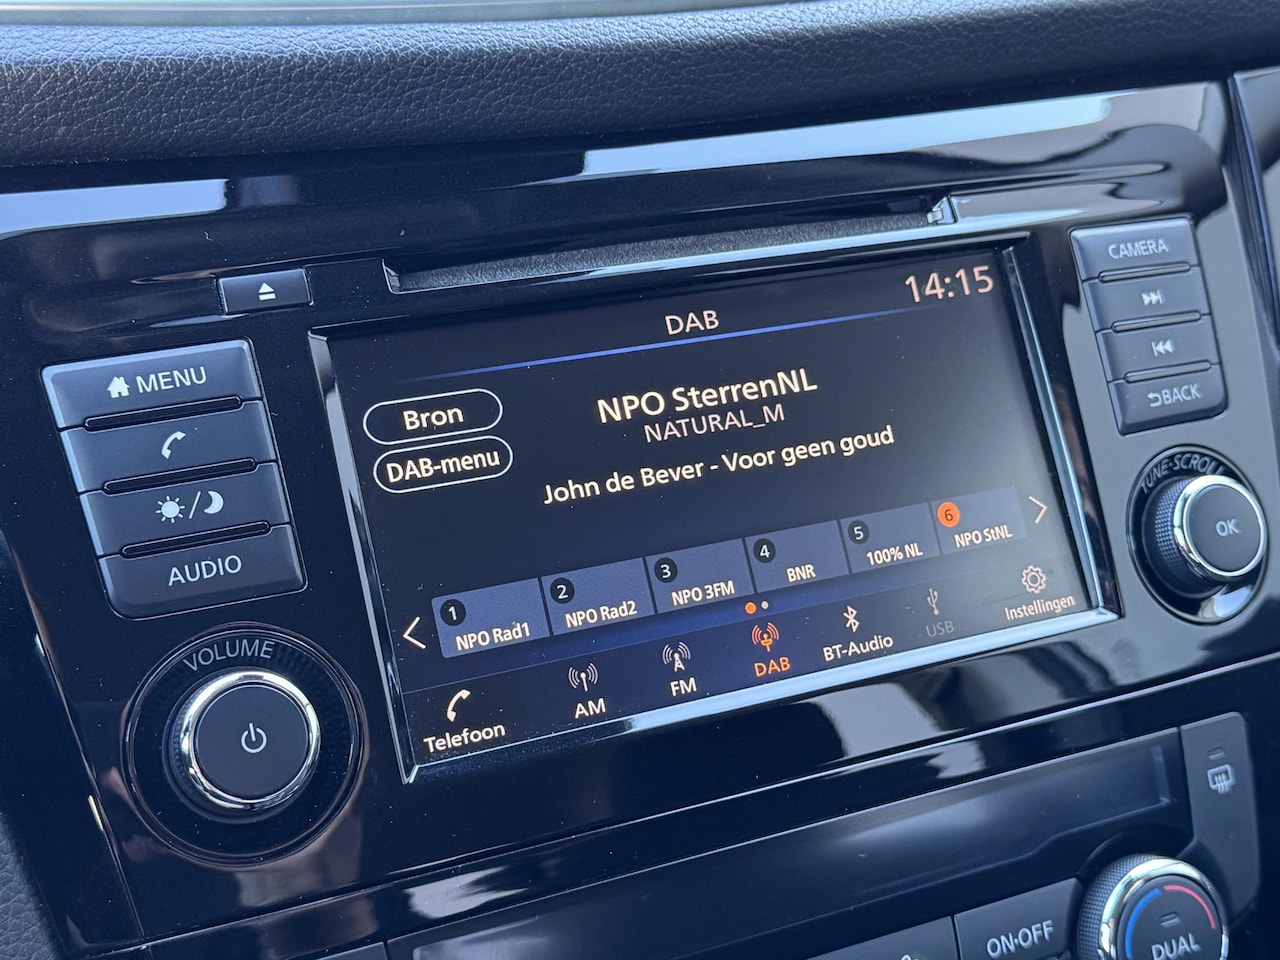 CAMERA
14:15
DAB
MENU
Bron
NPO SterrenNL
NATURAL_M
BACK
DAB-menu
John de Bever - Voor geen goud
TUNE·SCROLL
OK
AUDIO
1 NPO Rad1
2 NPO Rad2
3 NPO 3FM
4 BNR
5 100% NL
6 NPO StNL
VOLUME
Telefoon
AM
FM
DAB
BT-Audio
USB
Instellingen
ON·OFF
DUAL